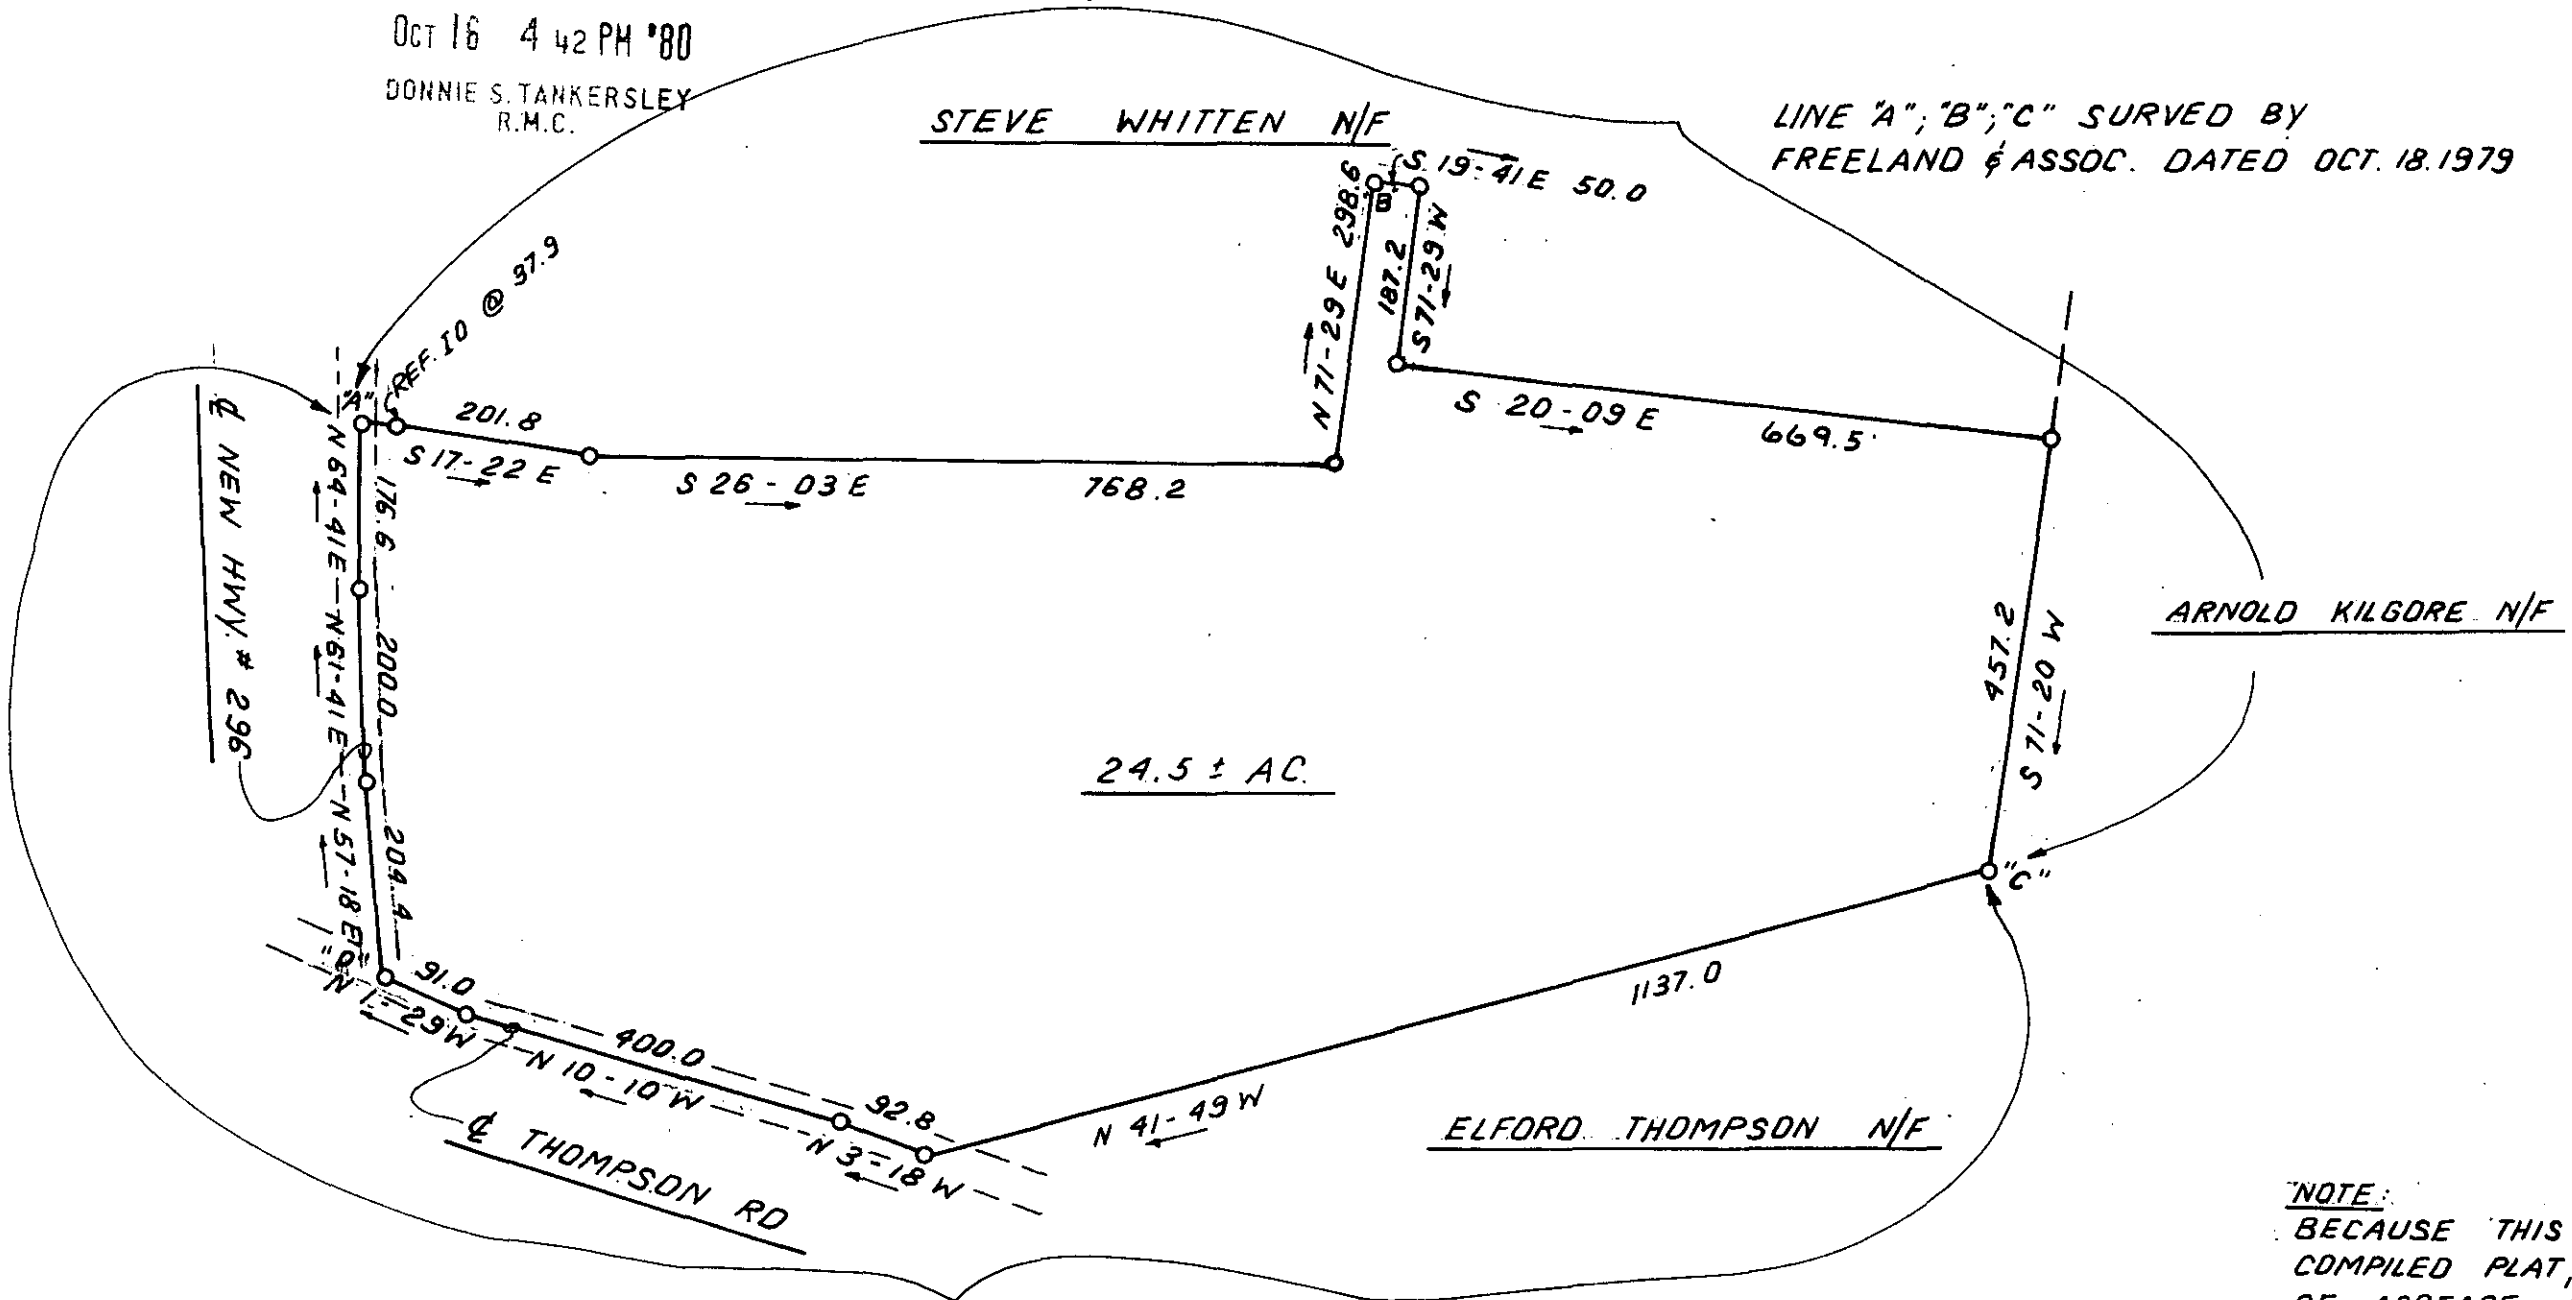 OCT 16 4 42 PM '80
DONNIE S. TANKERSLEY
R.M.C.
STEVE WHITTEN N/F
LINE "A"; "B"; "C" SURVED BY
FREELAND & ASSOC. DATED OCT. 18. 1979
S 19-41 E 50.0
B
N 71-29 E 298.6
187.2
S 71-29 W
REF. IO @ 37.9
"A"
201.8
S 17-22 E
S 26-03 E 768.2
S 20-09 E 669.5
℄ NEW HWY. # 296
N 64-41 E
176.6
N 61-41 E
200.0
N 57-18 E
204.4
457.2
S 71-20 W
ARNOLD KILGORE N/F
24.5 ± AC.
"C"
"D"
91.0
N 1-29 W
400.0
N 10-10 W
92.8
N 3-18 W
1137.0
N 41-49 W
℄ THOMPSON RD
ELFORD THOMPSON N/F
NOTE:
BECAUSE THIS
COMPILED PLAT,
OF ACREAGE